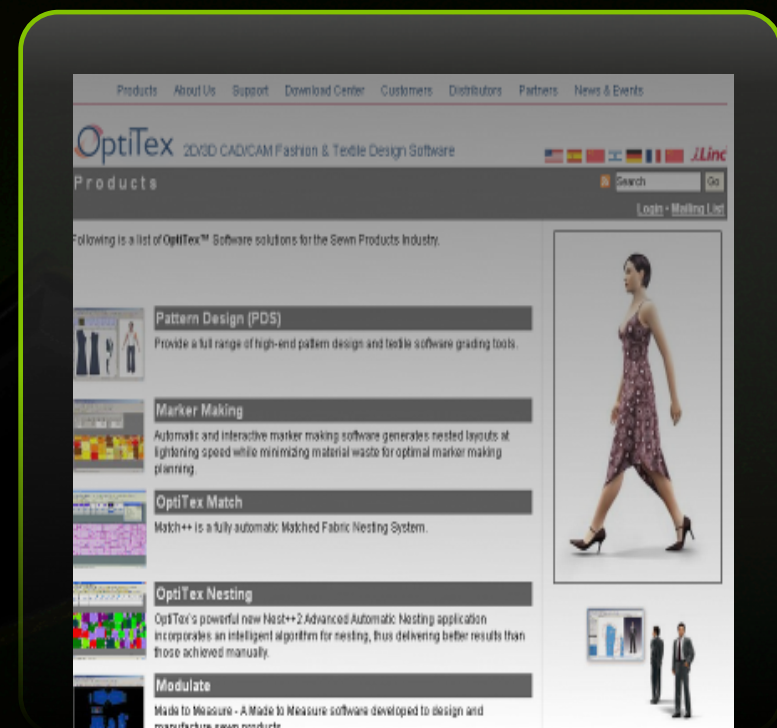 Products About Us Support Download Center Customers Distributors Partners News & Events
OptiTex 2D/3D CAD/CAM Fashion & Textile Design Software
iLinc
Products
Search Go
Login • Mailing List
Following is a list of OptiTex™ Software solutions for the Sewn Products Industry.
Pattern Design (PDS)
Provide a full range of high-end pattern design and textile software grading tools.
Marker Making
Automatic and interactive marker making software generates nested layouts at
lightening speed while minimizing material waste for optimal marker making
planning.
OptiTex Match
Match++ is a fully automatic Matched Fabric Nesting System.
OptiTex Nesting
OptiTex's powerful new Nest++2 Advanced Automatic Nesting application
incorporates an intelligent algorithm for nesting, thus delivering better results than
those achieved manually.
Modulate
Made to Measure - A Made to Measure software developed to design and
manufacture sewn products